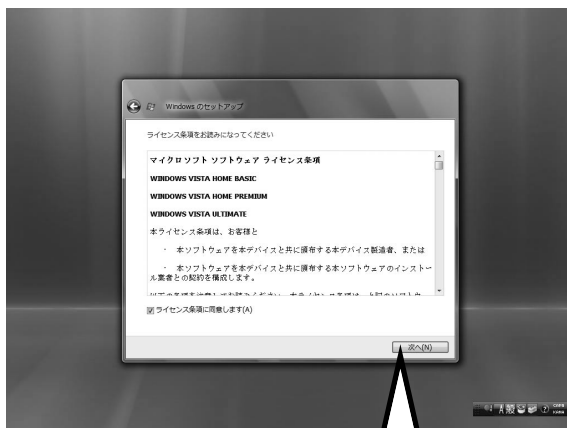 Windows のセットアップ
ライセンス条項をお読みになってください
マイクロソフト ソフトウェア ライセンス条項
WINDOWS VISTA HOME BASIC
WINDOWS VISTA HOME PREMIUM
WINDOWS VISTA ULTIMATE
本ライセンス条項は、お客様と
- 本ソフトウェアを本デバイスと共に頒布する本デバイス製造者、または
- 本ソフトウェアを本デバイスと共に頒布する本ソフトウェアのインストー
ル業者との契約を構成します。
ライセンス条項に同意します(A)
次へ(N)
A 般
CAPS
KANA